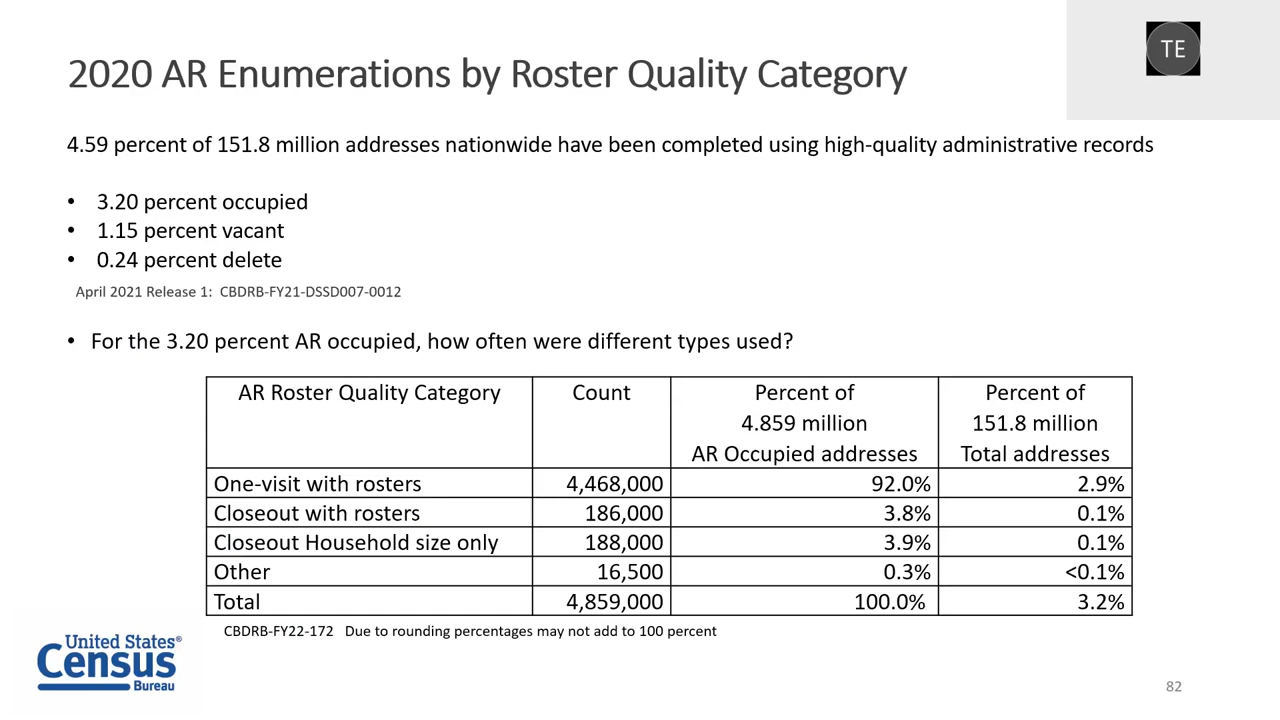 TE
2020 AR Enumerations by Roster Quality Category
4.59 percent of 151.8 million addresses nationwide have been completed using high-quality administrative records
• 3.20 percent occupied
• 1.15 percent vacant
• 0.24 percent delete
April 2021 Release 1: CBDRB-FY21-DSSD007-0012
• For the 3.20 percent AR occupied, how often were different types used?
AR Roster Quality Category Count Percent of Percent of
4.859 million 151.8 million
AR Occupied addresses Total addresses
One-visit with rosters 4,468,000 92.0% 2.9%
Closeout with rosters 186,000 3.8% 0.1%
Closeout Household size only 188,000 3.9% 0.1%
Other 16,500 0.3% <0.1%
Total 4,859,000 100.0% 3.2%
CBDRB-FY22-172 Due to rounding percentages may not add to 100 percent
United States®
Census
Bureau
82